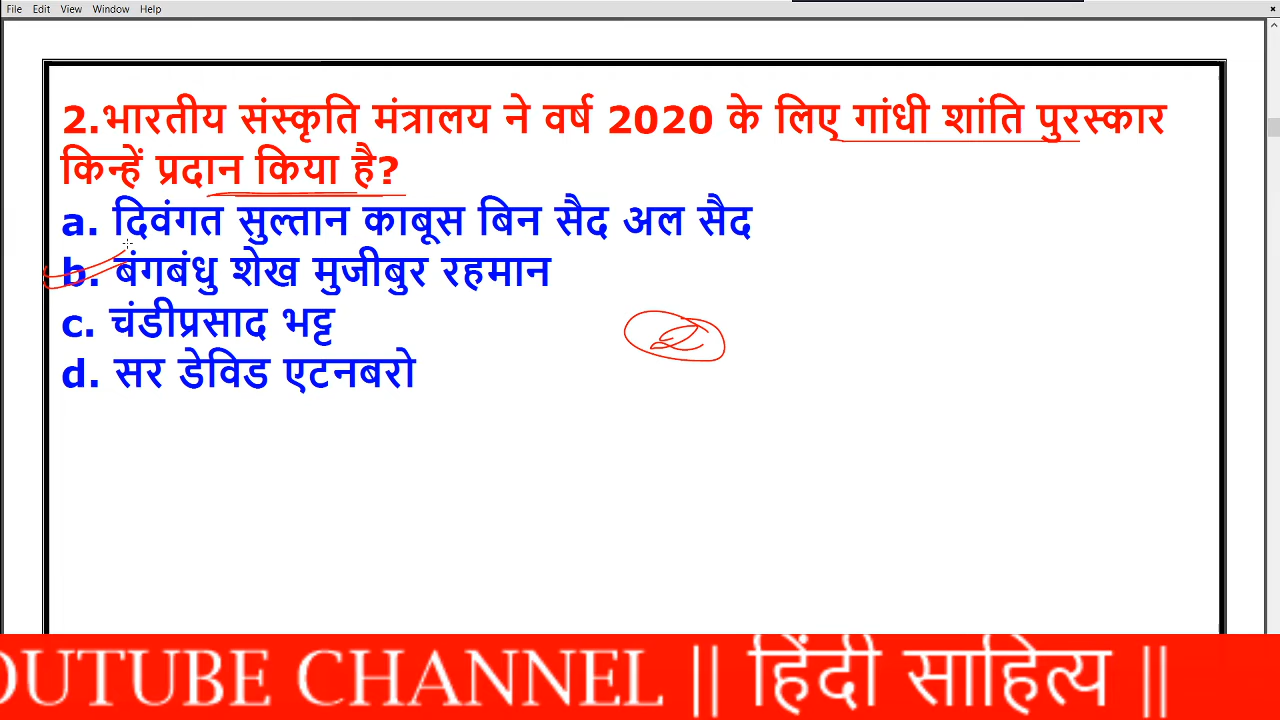 File Edit View Window Help
2.भारतीय संस्कृति मंत्रालय ने वर्ष 2020 के लिए गांधी शांति पुरस्कार
किन्हें प्रदान किया है?
a. दिवंगत सुल्तान काबूस बिन सैद अल सैद
b. बंगबंधु शेख मुजीबुर रहमान
c. चंडीप्रसाद भट्ट
d. सर डेविड एटनबरो
OUTUBE CHANNEL || हिंदी साहित्य ||